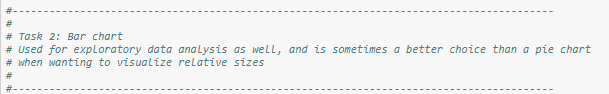 #---------------------------------------------------------------------------------------
#
# Task 2: Bar chart
# Used for exploratory data analysis as well, and is sometimes a better choice than a pie chart
# when wanting to visualize relative sizes
#
#---------------------------------------------------------------------------------------